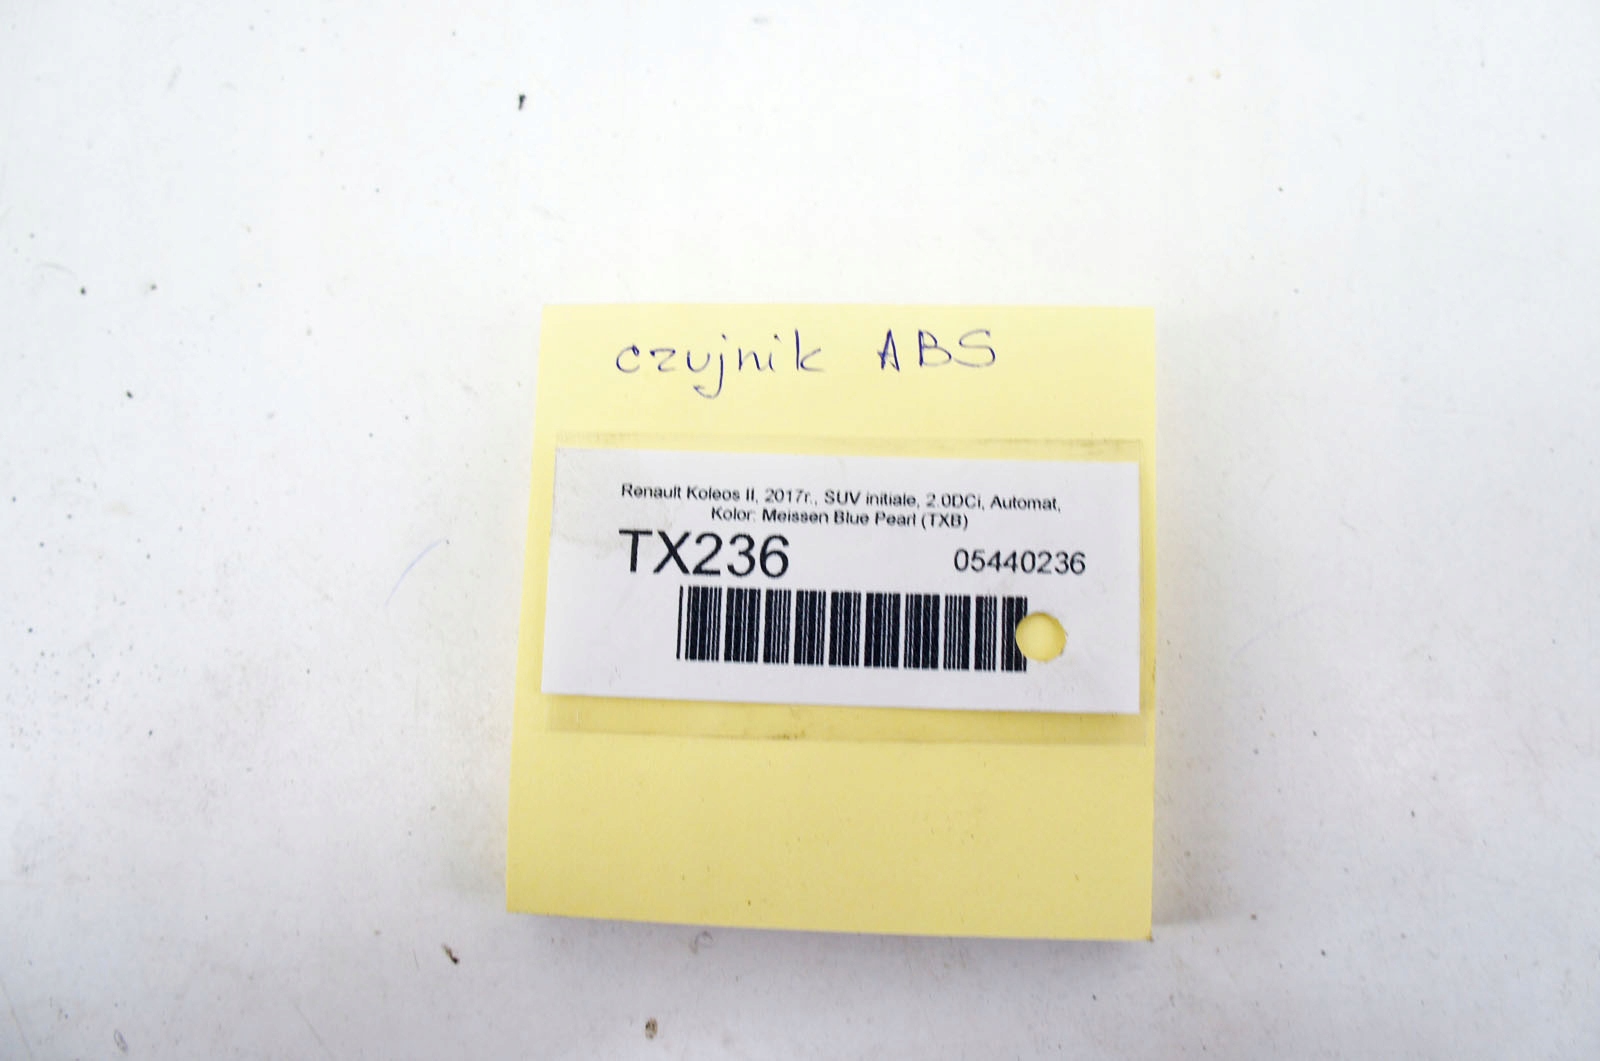 czujnik ABS
Renault Koleos II, 2017r., SUV initiale, 2.0DCi, Automat,
Kolor: Meissen Blue Pearl (TXB)
TX236 05440236